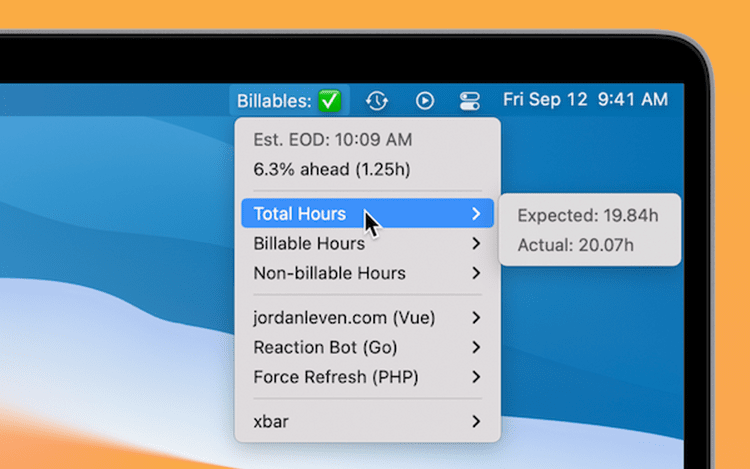 Billables: ✅ Fri Sep 12 9:41 AM
Est. EOD: 10:09 AM
6.3% ahead (1.25h)
Total Hours
Expected: 19.84h
Actual: 20.07h
Billable Hours
Non-billable Hours
jordanleven.com (Vue)
Reaction Bot (Go)
Force Refresh (PHP)
xbar